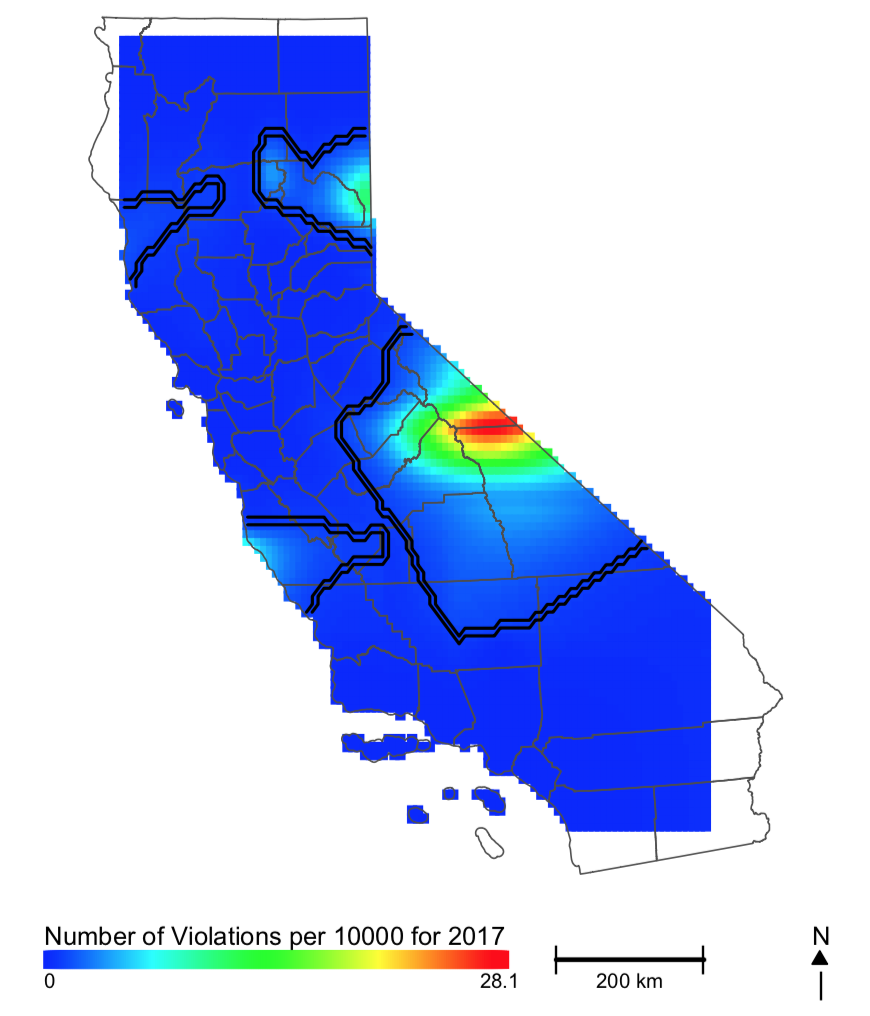 Number of Violations per 10000 for 2017
0
28.1
200 km
N